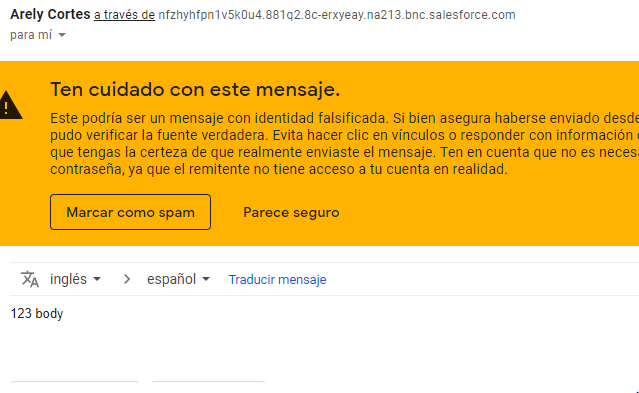 Arely Cortes a través de nfzhyhfpn1v5k0u4.881q2.8c-erxyeay.na213.bnc.salesforce.com
para mí
Ten cuidado con este mensaje.
Este podría ser un mensaje con identidad falsificada. Si bien asegura haberse enviado desde
pudo verificar la fuente verdadera. Evita hacer clic en vínculos o responder con información
que tengas la certeza de que realmente enviaste el mensaje. Ten en cuenta que no es neces
contraseña, ya que el remitente no tiene acceso a tu cuenta en realidad.
Marcar como spam Parece seguro
inglés > español Traducir mensaje
123 body